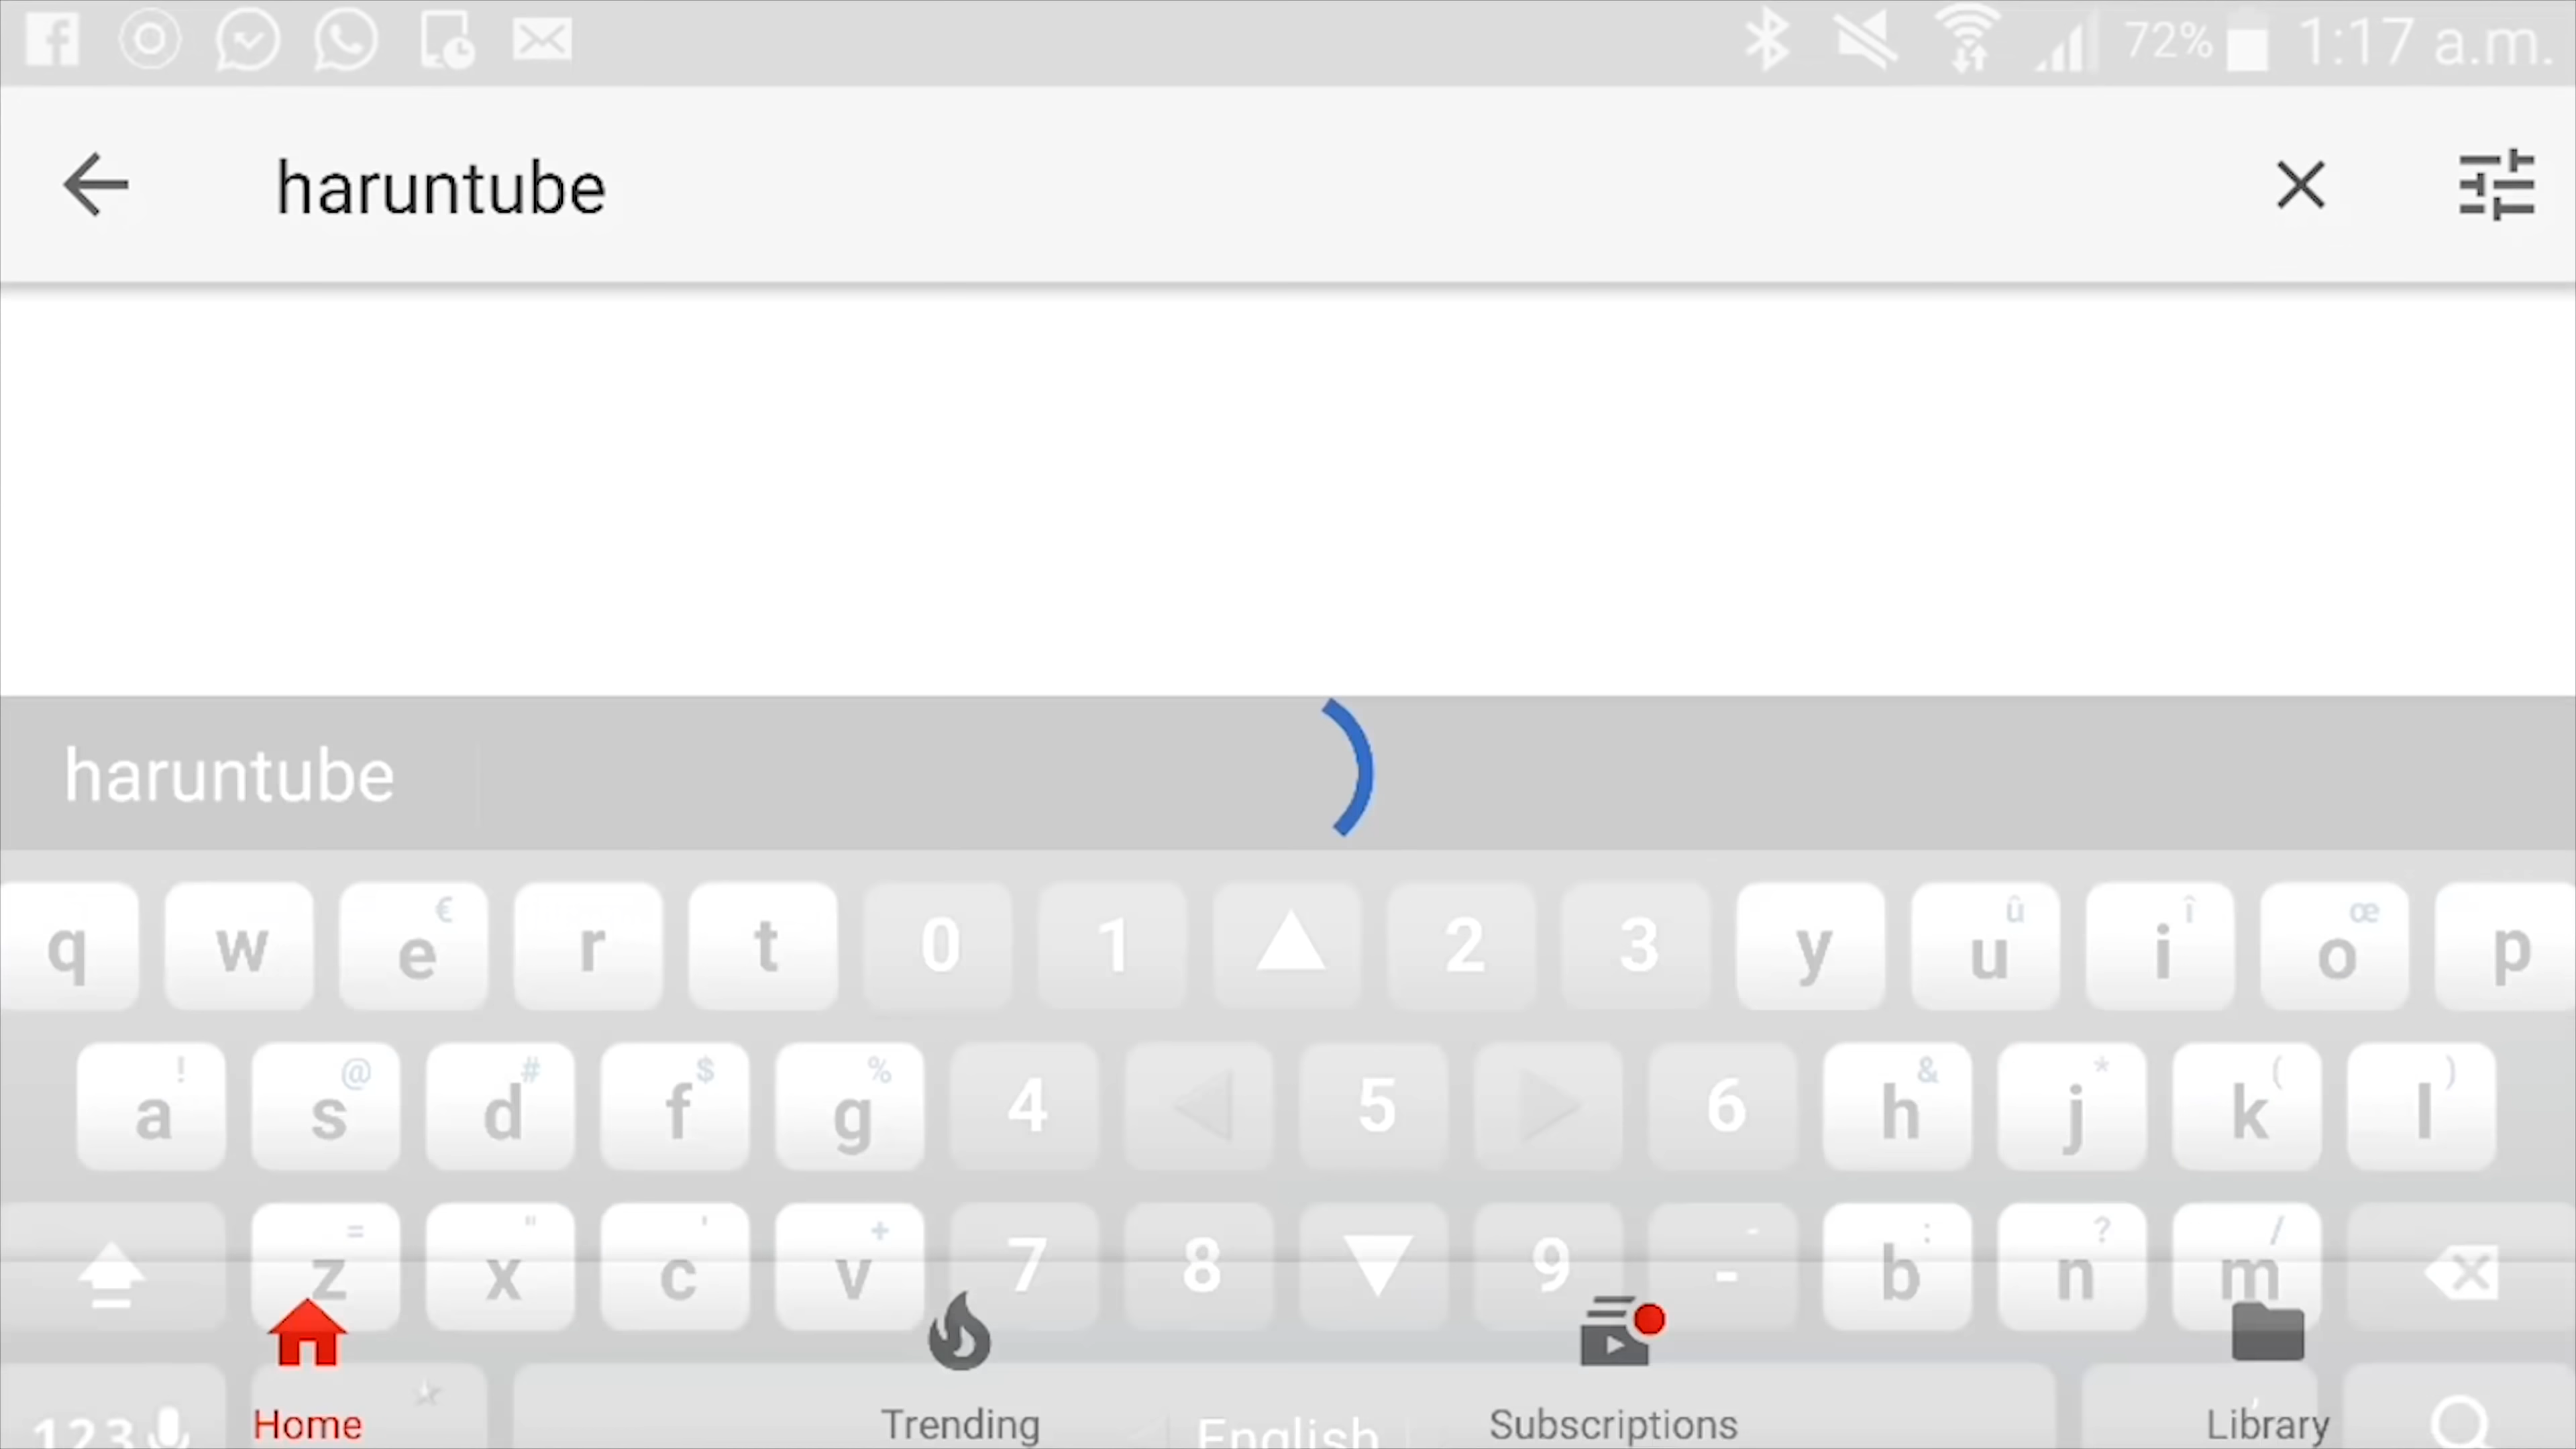 72% 1:17 a.m.
haruntube
haruntube
q w e € r t 0 1 2 3 y u û i î o œ p
a ! s @ d # f $ g % 4 5 6 h & j * k ( l )
z = x " c ' v + 7 8 9 - - b : n ? m /
123 English ,
Home Trending Subscriptions Library